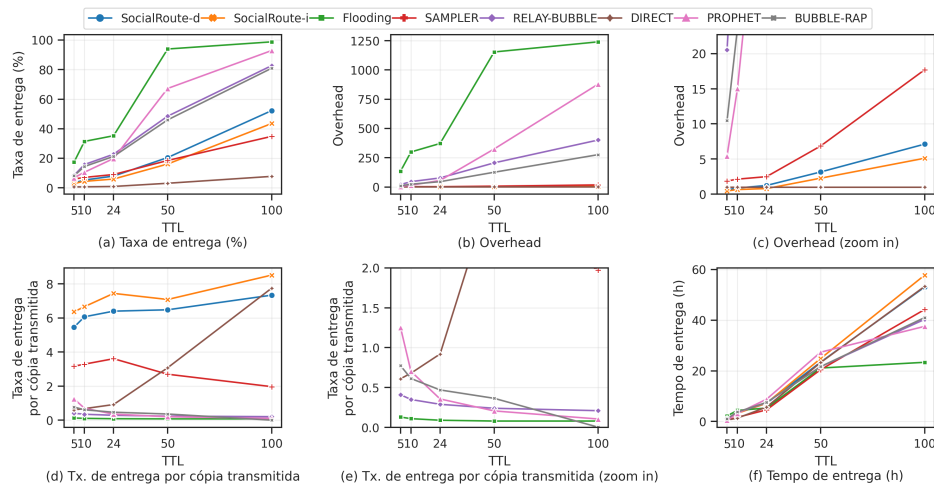 SocialRoute-d SocialRoute-i Flooding SAMPLER RELAY-BUBBLE DIRECT PROPHET BUBBLE-RAP
Taxa de entrega (%)
100
80
60
40
20
0
5 10 24 50 100
TTL
(a) Taxa de entrega (%)
Overhead
1250
1000
750
500
250
0
5 10 24 50 100
TTL
(b) Overhead
Overhead
20
15
10
5
0
5 10 24 50 100
TTL
(c) Overhead (zoom in)
Taxa de entrega
por cópia transmitida
8
6
4
2
0
5 10 24 50 100
TTL
(d) Tx. de entrega por cópia transmitida
Taxa de entrega
por cópia transmitida
2.0
1.5
1.0
0.5
0.0
5 10 24 50 100
TTL
(e) Tx. de entrega por cópia transmitida (zoom in)
Tempo de entrega (h)
60
40
20
0
5 10 24 50 100
TTL
(f) Tempo de entrega (h)